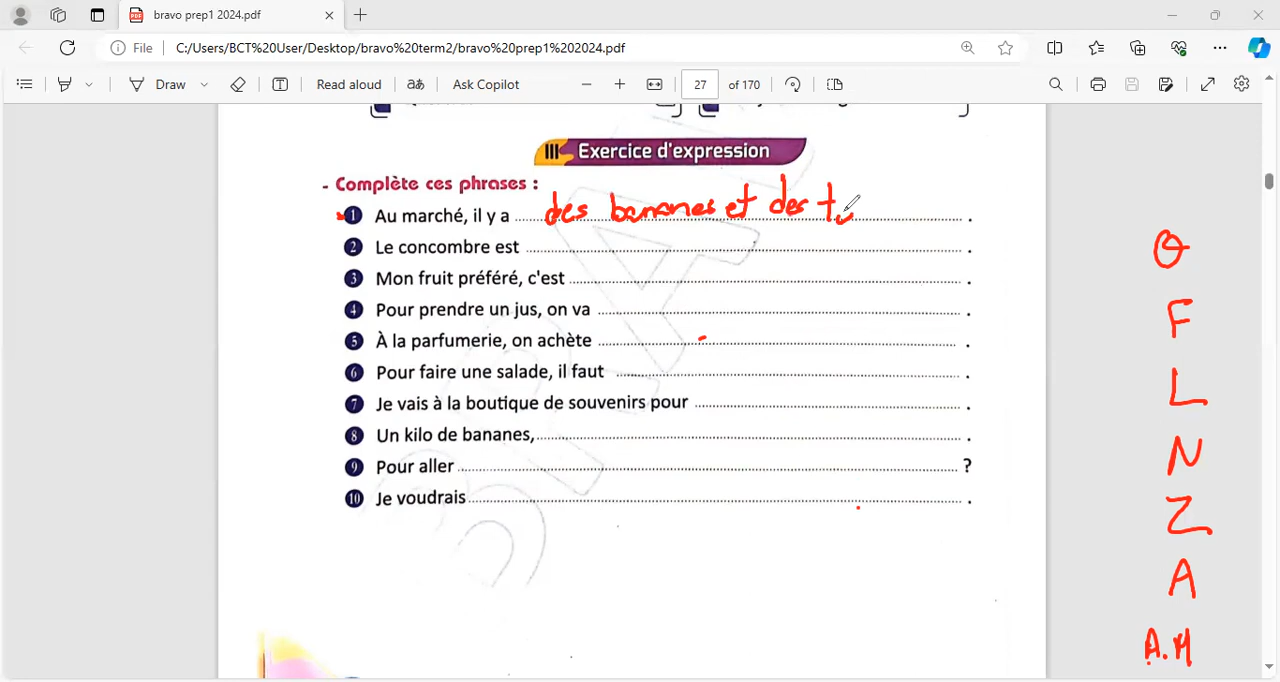 bravo prep1 2024.pdf
File C:/Users/BCT%20User/Desktop/bravo%20term2/bravo%20prep1%202024.pdf
Draw aあ Read aloud Ask Copilot 27 of 170
III Exercice d'expression
- Complète ces phrases :
1 Au marché, il y a des bananes et des t .
2 Le concombre est .
3 Mon fruit préféré, c'est .
4 Pour prendre un jus, on va .
5 À la parfumerie, on achète .
6 Pour faire une salade, il faut .
7 Je vais à la boutique de souvenirs pour .
8 Un kilo de bananes, .
9 Pour aller ?
10 Je voudrais .
F
L
N
Z
A
A.M